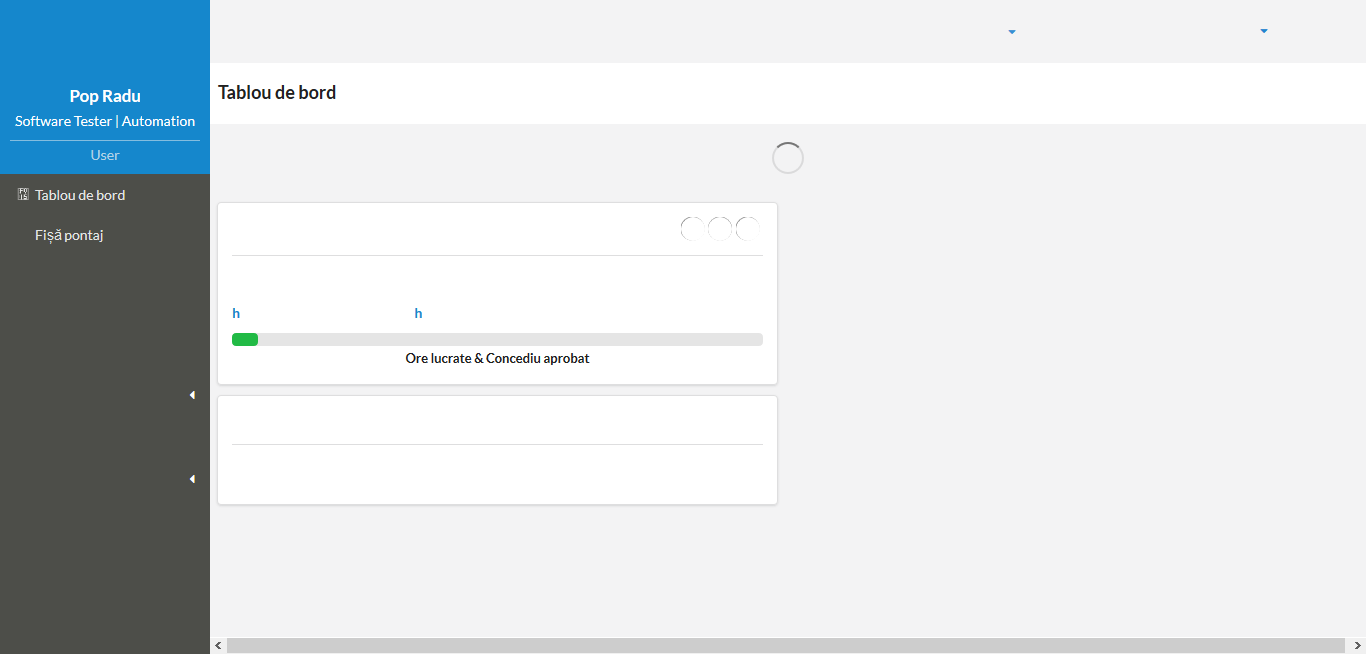 Pop Radu
Software Tester | Automation
User
Tablou de bord
Fișă pontaj
Tablou de bord
h
h
Ore lucrate & Concediu aprobat